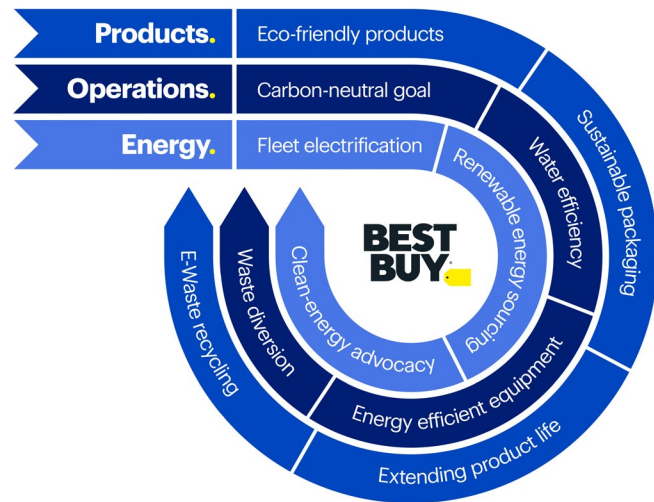 Products.
Eco-friendly products
Sustainable packaging
Extending product life
E-Waste recycling
Operations.
Carbon-neutral goal
Water efficiency
Energy efficient equipment
Waste diversion
Energy.
Fleet electrification
Renewable energy sourcing
Clean-energy advocacy
BEST
BUY